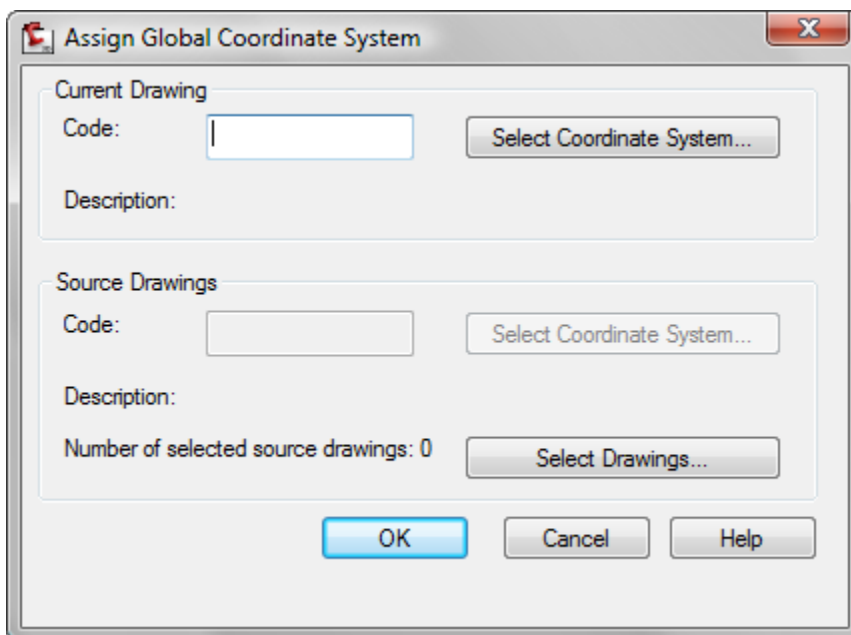 Assign Global Coordinate System
Current Drawing
Code:
Select Coordinate System...
Description:
Source Drawings
Code:
Select Coordinate System...
Description:
Number of selected source drawings: 0
Select Drawings...
OK
Cancel
Help